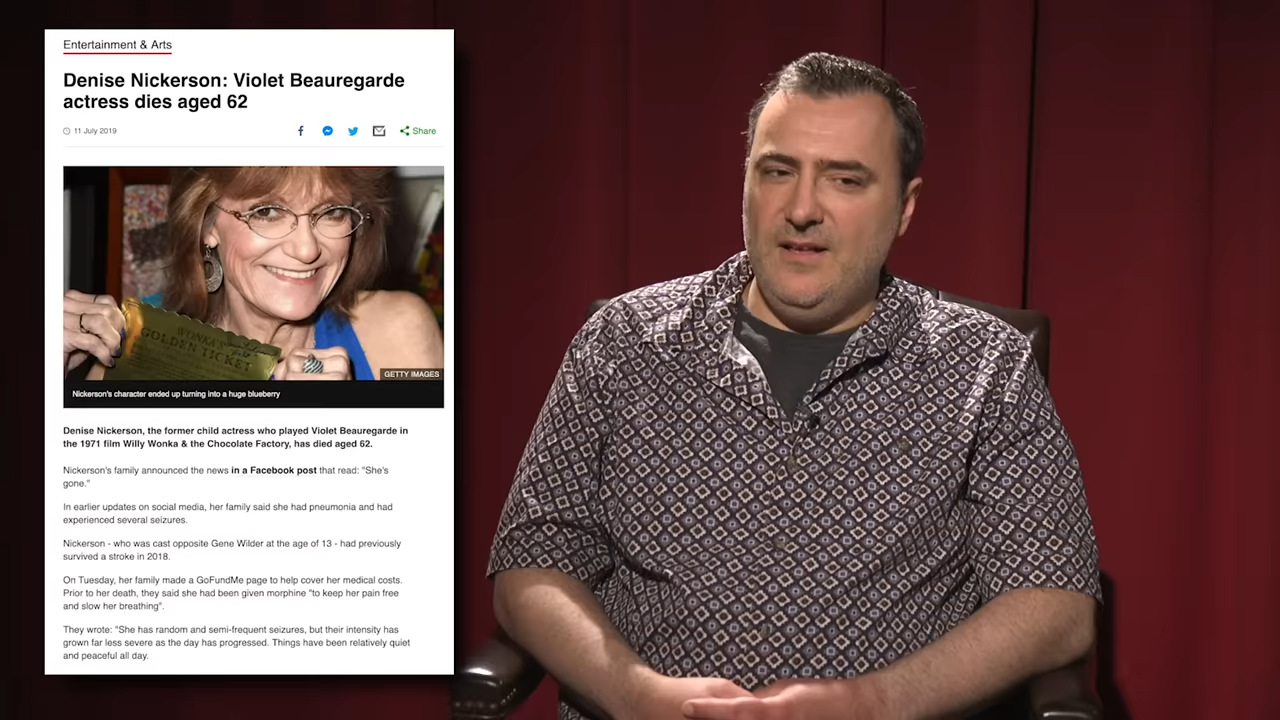 Entertainment & Arts
Denise Nickerson: Violet Beauregarde
actress dies aged 62
11 July 2019
Share
WONKA'S
GOLDEN TICKET
GETTY IMAGES
Nickerson's character ended up turning into a huge blueberry
Denise Nickerson, the former child actress who played Violet Beauregarde in
the 1971 film Willy Wonka & the Chocolate Factory, has died aged 62.
Nickerson's family announced the news in a Facebook post that read: "She's
gone."
In earlier updates on social media, her family said she had pneumonia and had
experienced several seizures.
Nickerson - who was cast opposite Gene Wilder at the age of 13 - had previously
survived a stroke in 2018.
On Tuesday, her family made a GoFundMe page to help cover her medical costs.
Prior to her death, they said she had been given morphine "to keep her pain free
and slow her breathing".
They wrote: "She has random and semi-frequent seizures, but their intensity has
grown far less severe as the day has progressed. Things have been relatively quiet
and peaceful all day.